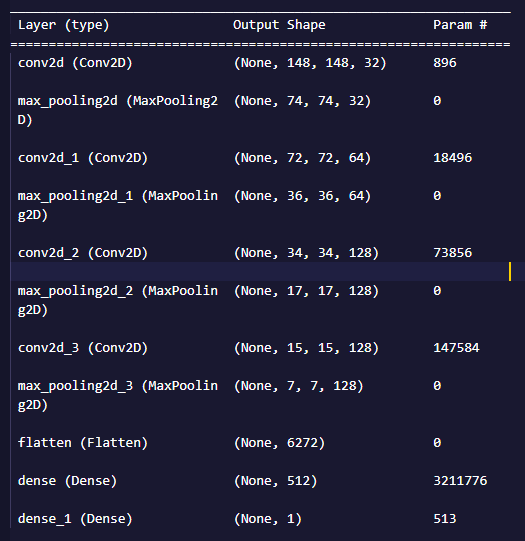 Layer (type) Output Shape Param #
=================================================================
conv2d (Conv2D) (None, 148, 148, 32) 896
max_pooling2d (MaxPooling2 (None, 74, 74, 32) 0
D)
conv2d_1 (Conv2D) (None, 72, 72, 64) 18496
max_pooling2d_1 (MaxPoolin (None, 36, 36, 64) 0
g2D)
conv2d_2 (Conv2D) (None, 34, 34, 128) 73856
max_pooling2d_2 (MaxPoolin (None, 17, 17, 128) 0
g2D)
conv2d_3 (Conv2D) (None, 15, 15, 128) 147584
max_pooling2d_3 (MaxPoolin (None, 7, 7, 128) 0
g2D)
flatten (Flatten) (None, 6272) 0
dense (Dense) (None, 512) 3211776
dense_1 (Dense) (None, 1) 513